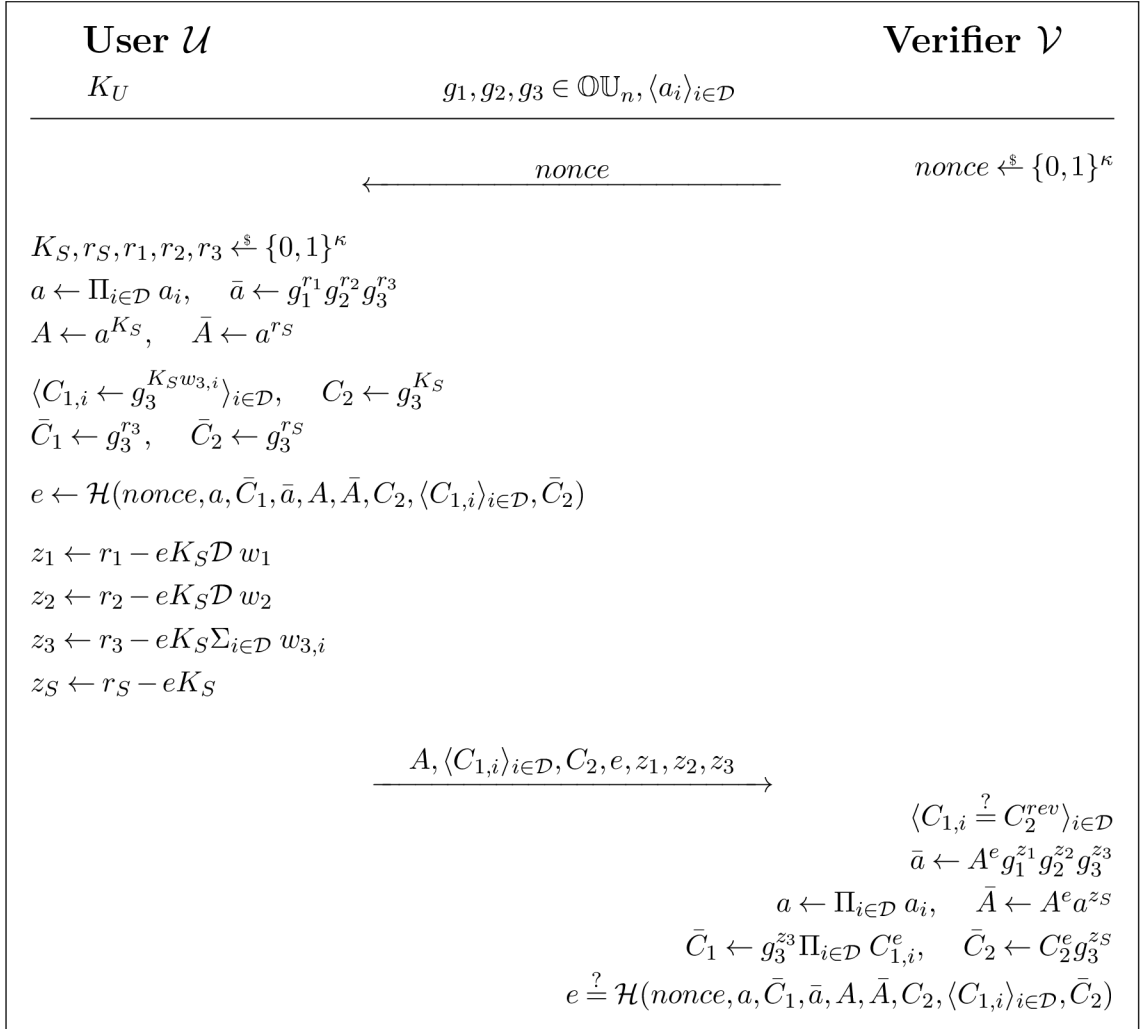 User 𝒰 Verifier 𝒱
K_U g_1, g_2, g_3 ∈ 𝕆𝕌_n, ⟨a_i⟩_{i∈𝒟}
nonce nonce ←$ {0,1}^κ
K_S, r_S, r_1, r_2, r_3 ←$ {0,1}^κ
a ← Π_{i∈𝒟} a_i, ā ← g_1^{r_1} g_2^{r_2} g_3^{r_3}
A ← a^{K_S}, Ā ← a^{r_S}
⟨C_{1,i} ← g_3^{K_S w_{3,i}}⟩_{i∈𝒟}, C_2 ← g_3^{K_S}
C̄_1 ← g_3^{r_3}, C̄_2 ← g_3^{r_S}
e ← ℋ(nonce, a, C̄_1, ā, A, Ā, C_2, ⟨C_{1,i}⟩_{i∈𝒟}, C̄_2)
z_1 ← r_1 − eK_S𝒟 w_1
z_2 ← r_2 − eK_S𝒟 w_2
z_3 ← r_3 − eK_SΣ_{i∈𝒟} w_{3,i}
z_S ← r_S − eK_S
A, ⟨C_{1,i}⟩_{i∈𝒟}, C_2, e, z_1, z_2, z_3
⟨C_{1,i} ≟ C_2^{rev}⟩_{i∈𝒟}
ā ← A^e g_1^{z_1} g_2^{z_2} g_3^{z_3}
a ← Π_{i∈𝒟} a_i, Ā ← A^e a^{z_S}
C̄_1 ← g_3^{z_3} Π_{i∈𝒟} C_{1,i}^e, C̄_2 ← C_2^e g_3^{z_S}
e ≟ ℋ(nonce, a, C̄_1, ā, A, Ā, C_2, ⟨C_{1,i}⟩_{i∈𝒟}, C̄_2)